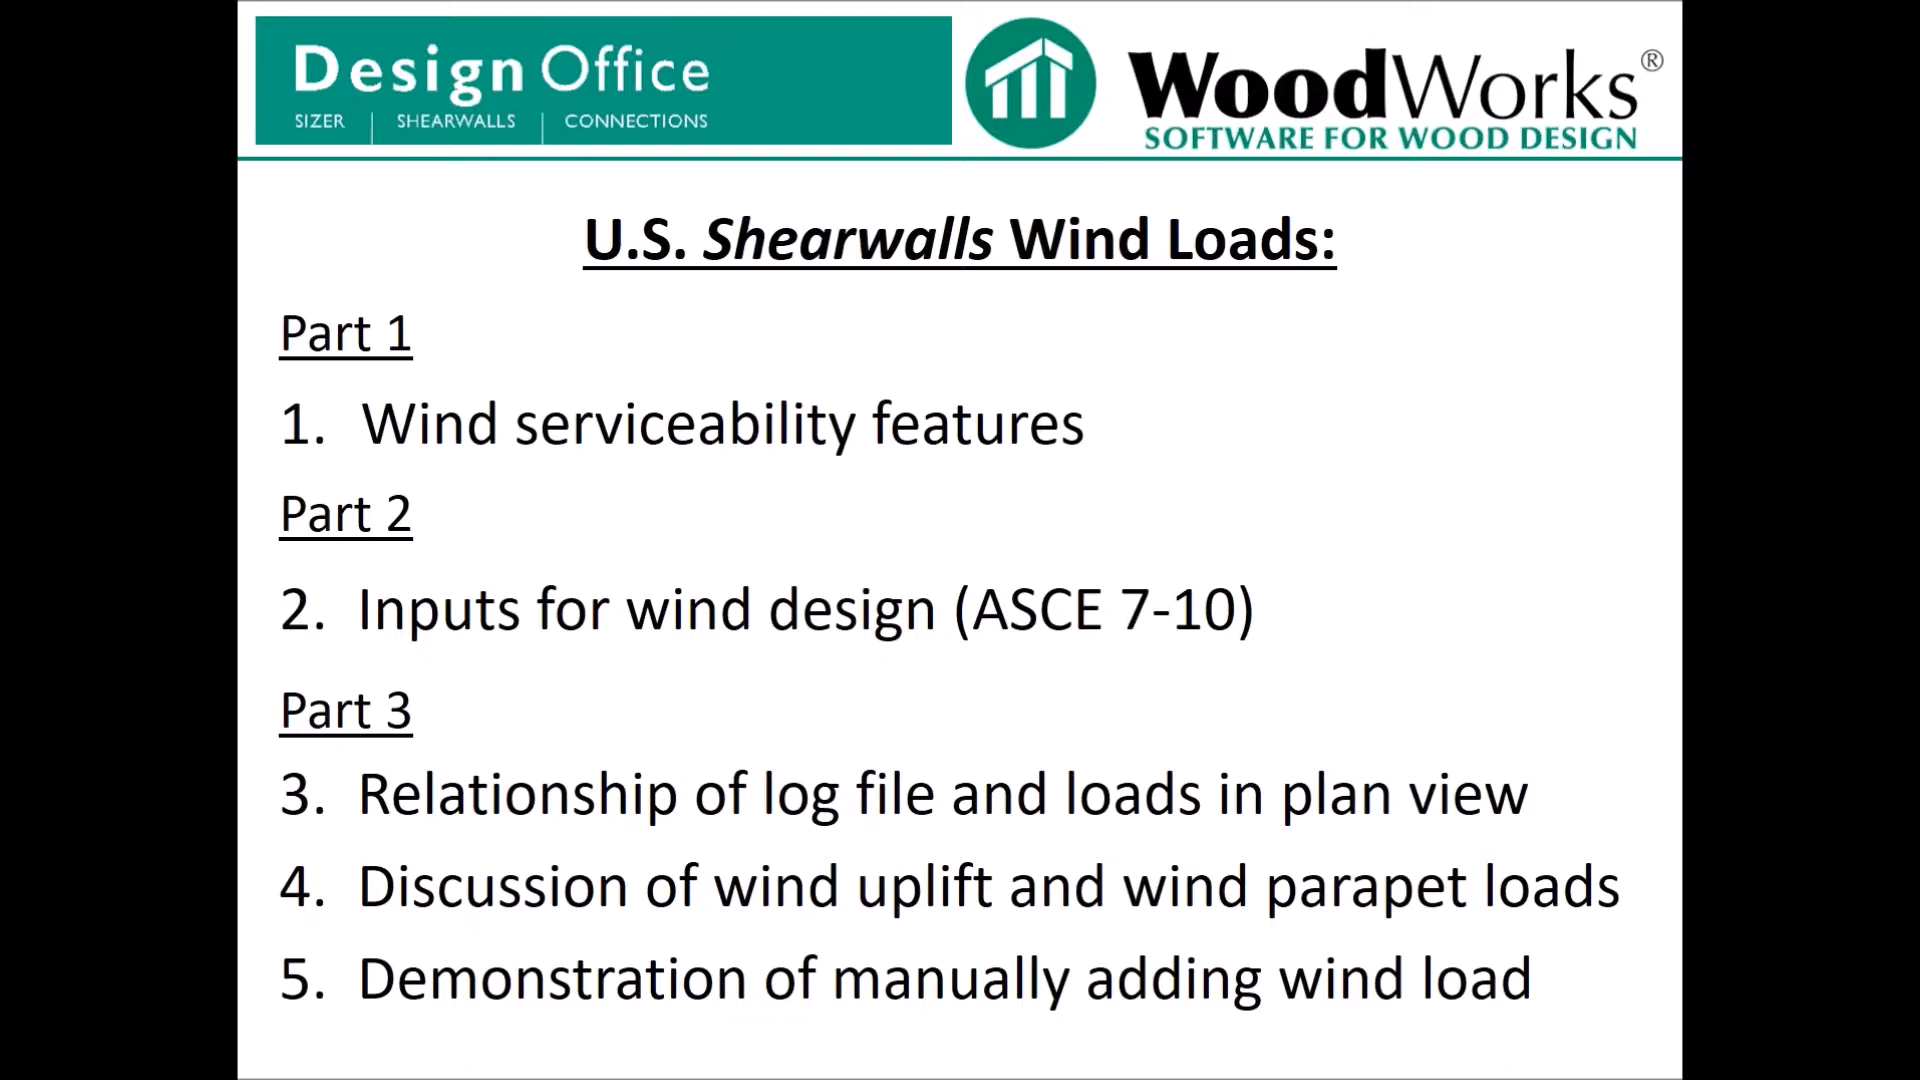 Design Office
SIZER | SHEARWALLS | CONNECTIONS
WoodWorks®
SOFTWARE FOR WOOD DESIGN
U.S. Shearwalls Wind Loads:
Part 1
1. Wind serviceability features
Part 2
2. Inputs for wind design (ASCE 7-10)
Part 3
3. Relationship of log file and loads in plan view
4. Discussion of wind uplift and wind parapet loads
5. Demonstration of manually adding wind load